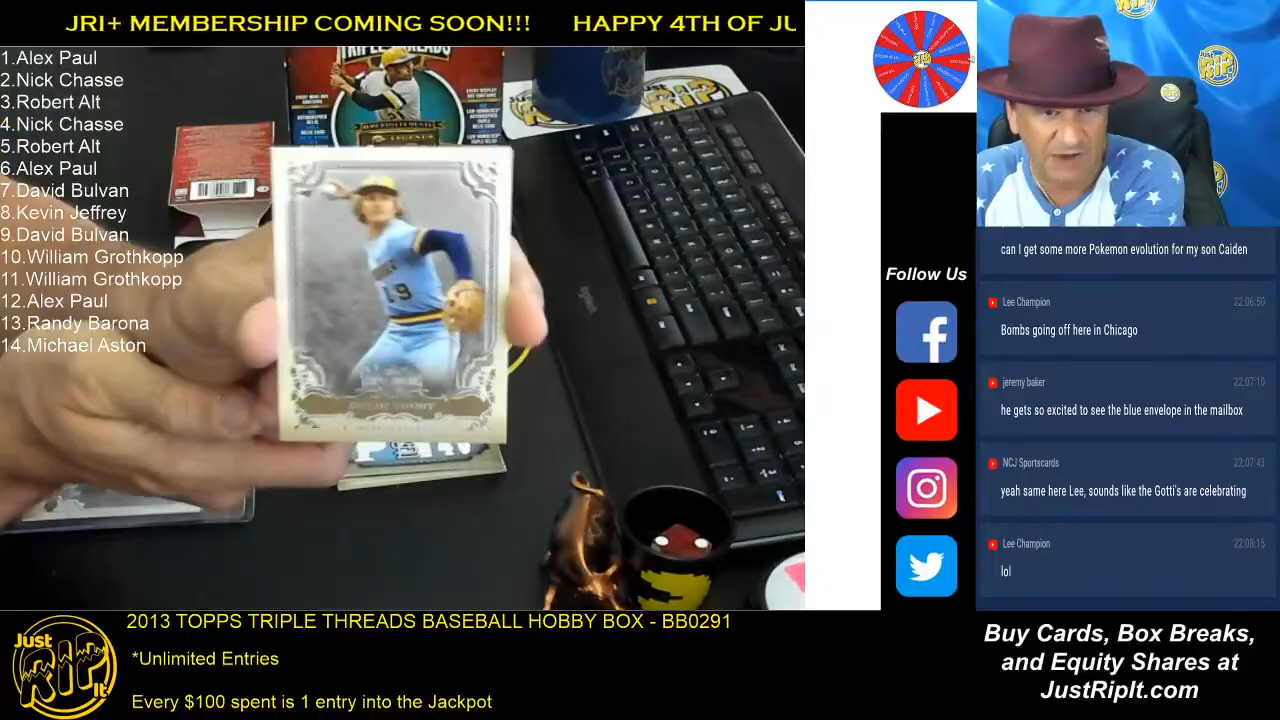 JRI+ MEMBERSHIP COMING SOON!!! HAPPY 4TH OF JU
1.Alex Paul
2.Nick Chasse
3.Robert Alt
4.Nick Chasse
5.Robert Alt
6.Alex Paul
7.David Bulvan
8.Kevin Jeffrey
9.David Bulvan
10.William Grothkopp
11.William Grothkopp
12.Alex Paul
13.Randy Barona
14.Michael Aston
19
Follow Us
can I get some more Pokemon evolution for my son Caiden
Lee Champion 22:06:50
Bombs going off here in Chicago
jeremy baker 22:07:10
he gets so excited to see the blue envelope in the mailbox
NCJ Sportscards 22:07:43
yeah same here Lee, sounds like the Gotti's are celebrating
Lee Champion 22:08:15
lol
Just
RIP
It
2013 TOPPS TRIPLE THREADS BASEBALL HOBBY BOX - BB0291
*Unlimited Entries
Every $100 spent is 1 entry into the Jackpot
Buy Cards, Box Breaks,
and Equity Shares at
JustRipIt.com